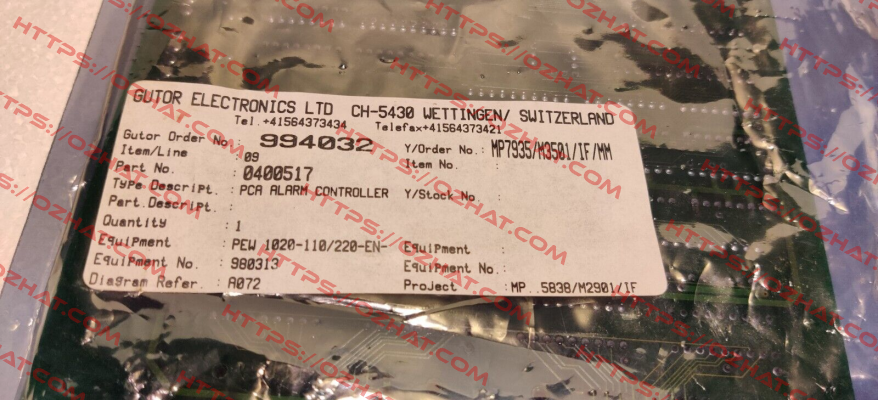 GUTOR ELECTRONICS LTD CH-5430 WETTINGEN/ SWITZERLAND
Tel.+41564373434 Telefax+41564373421
Gutor Order No. 994032 Y/Order No.: MP7935/M3501/IF/MM
Item/Line : 09 Item No. :
Part No. : 0400517
Type Descript. : PCA ALARM CONTROLLER Y/Stock No :
Part.Descript. :
Quantity : 1
Equipment : PEW 1020-110/220-EN- Equipment :
Equipment No. : 980313 Equipment No. :
Diagram Refer. : A072 Project : MP..5838/M2901/IF
HTTPS://OZHAT.COM